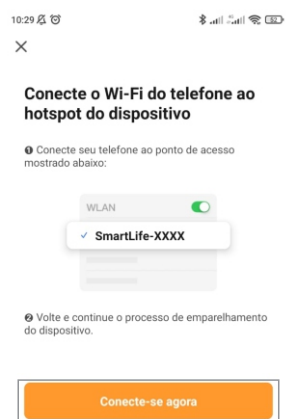 10:29
Conecte o Wi-Fi do telefone ao
hotspot do dispositivo
❶ Conecte seu telefone ao ponto de acesso
mostrado abaixo:
WLAN
✓ SmartLife-XXXX
❷ Volte e continue o processo de emparelhamento
do dispositivo.
Conecte-se agora